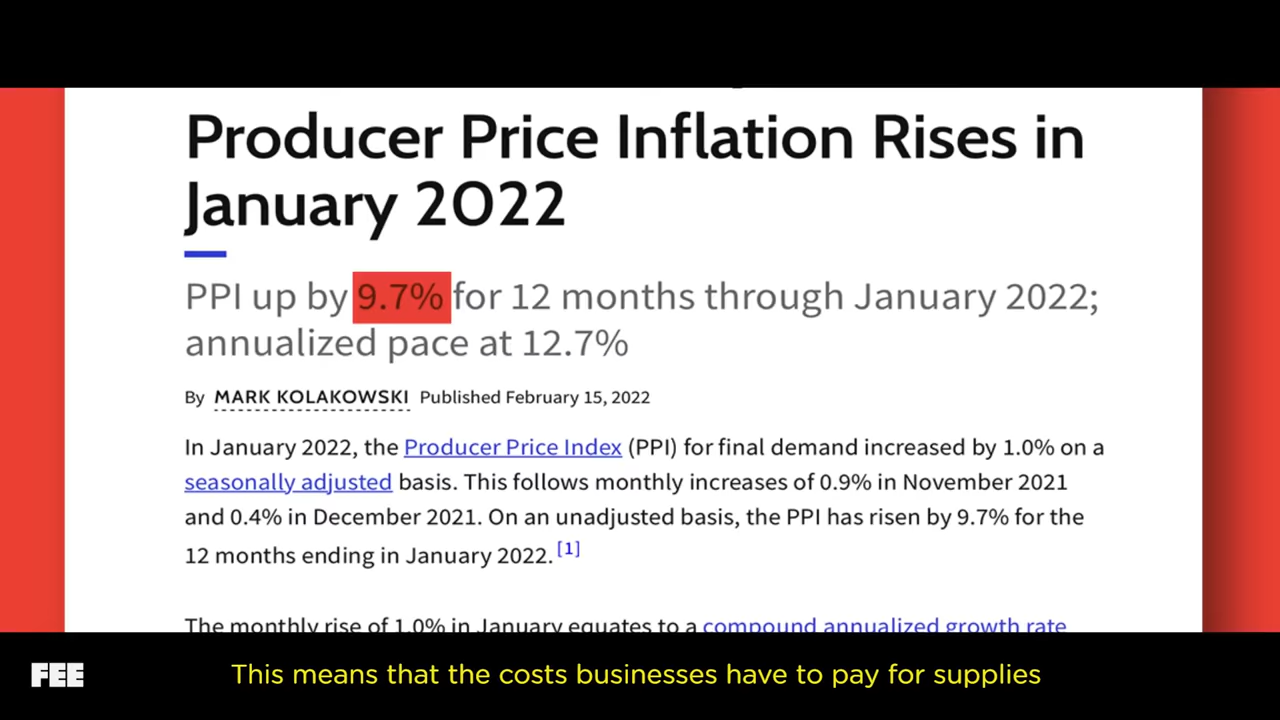 Producer Price Inflation Rises in
January 2022
PPI up by 9.7% for 12 months through January 2022;
annualized pace at 12.7%
By MARK KOLAKOWSKI Published February 15, 2022
In January 2022, the Producer Price Index (PPI) for final demand increased by 1.0% on a
seasonally adjusted basis. This follows monthly increases of 0.9% in November 2021
and 0.4% in December 2021. On an unadjusted basis, the PPI has risen by 9.7% for the
12 months ending in January 2022. [1]
The monthly rise of 1.0% in January equates to a compound annualized growth rate
FEE
This means that the costs businesses have to pay for supplies